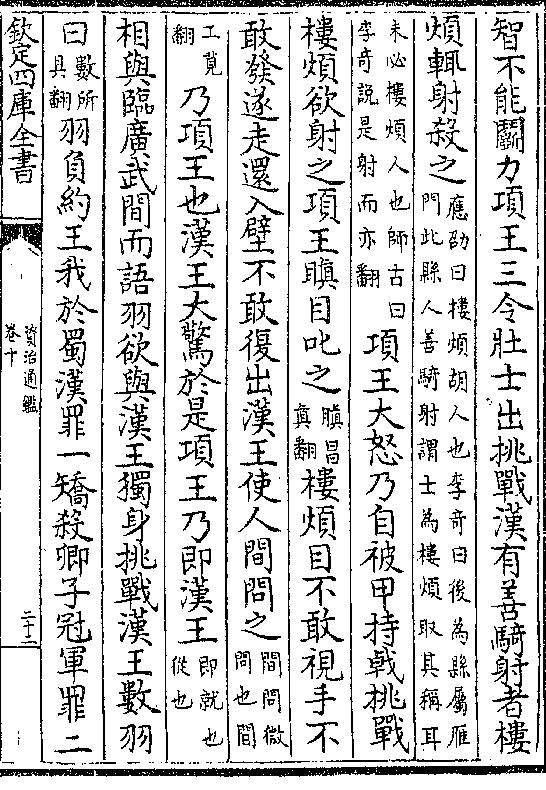 智不能鬭力項王三令壯士出挑戰漢有善騎射者樓
煩輒射殺之應劭曰樓煩胡人也李奇曰後為縣屬雁
門此縣人善騎射謂士為樓煩取其稱耳
未必樓煩人也師古曰
李奇說是射而亦翻
項王大怒乃自被甲持戟挑戰
樓煩欲射之項王瞋目叱之瞋昌
真翻樓煩目不敢視手不
敢發遂走還入壁不敢復出漢王使人間問之間問微
問也間
工莧
翻
乃項王也漢王大驚於是項王乃即漢王即就也
從也
相與臨廣武間而語羽欲與漢王獨身挑戰漢王數羽
曰數所
具翻羽負約王我於蜀漢罪一矯殺卿子冠軍罪二
欽定四庫全書
資治通鑑
卷十
二十二